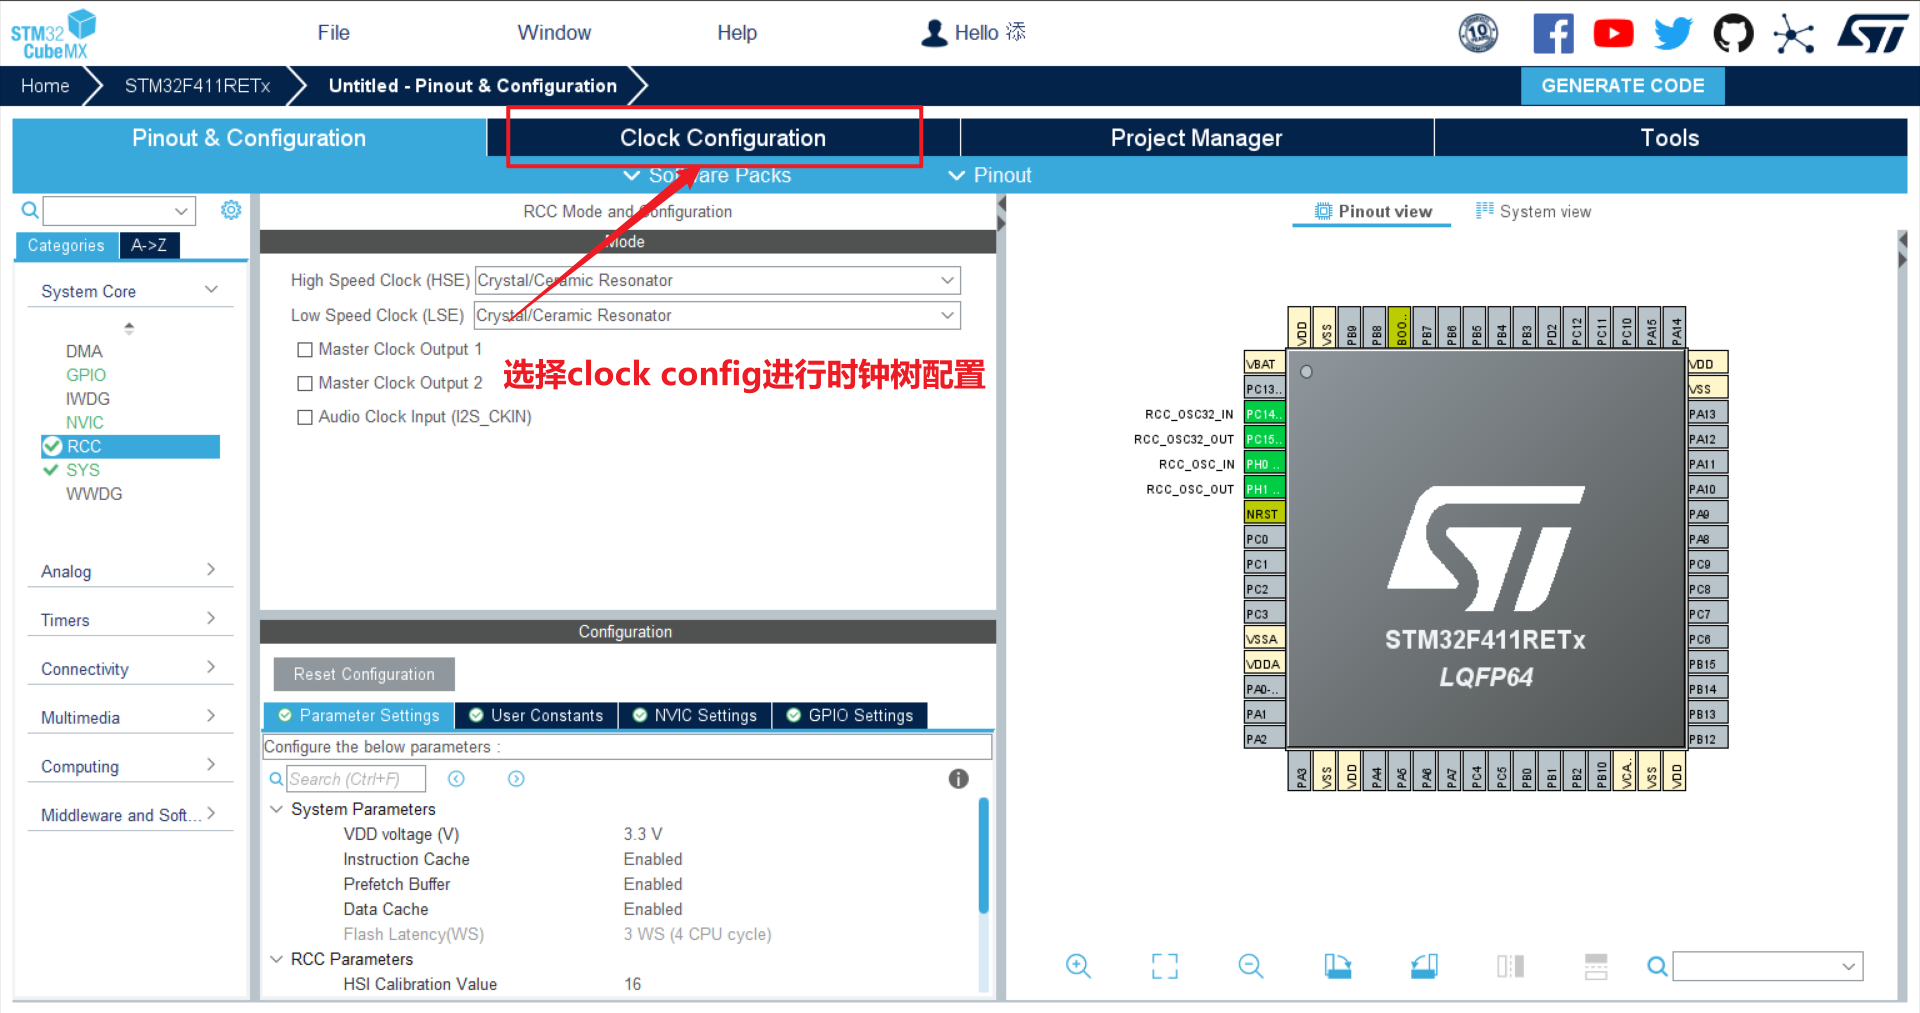 STM32
CubeMX
File
Window
Help
Hello 添
10
Home
STM32F411RETx
Untitled - Pinout & Configuration
GENERATE CODE
Pinout & Configuration
Clock Configuration
Project Manager
Tools
Software Packs
Pinout
Categories
A->Z
System Core
DMA
GPIO
IWDG
NVIC
RCC
SYS
WWDG
Analog
Timers
Connectivity
Multimedia
Computing
Middleware and Soft...
RCC Mode and Configuration
Mode
High Speed Clock (HSE) Crystal/Ceramic Resonator
Low Speed Clock (LSE) Crystal/Ceramic Resonator
Master Clock Output 1
Master Clock Output 2
Audio Clock Input (I2S_CKIN)
选择clock config进行时钟树配置
Configuration
Reset Configuration
Parameter Settings
User Constants
NVIC Settings
GPIO Settings
Configure the below parameters :
Search (Ctrl+F)
System Parameters
VDD voltage (V) 3.3 V
Instruction Cache Enabled
Prefetch Buffer Enabled
Data Cache Enabled
Flash Latency(WS) 3 WS (4 CPU cycle)
RCC Parameters
HSI Calibration Value 16
Pinout view
System view
VDD
VSS
PB9
PB8
BOO..
PB7
PB6
PB5
PB4
PB3
PD2
PC12
PC11
PC10
PA15
PA14
VBAT
PC13..
RCC_OSC32_IN PC14..
RCC_OSC32_OUT PC15..
RCC_OSC_IN PH0 ..
RCC_OSC_OUT PH1 ..
NRST
PC0
PC1
PC2
PC3
VSSA
VDDA
PA0-..
PA1
PA2
VDD
VSS
PA13
PA12
PA11
PA10
PA9
PA8
PC9
PC8
PC7
PC6
PB15
PB14
PB13
PB12
ST
STM32F411RETx
LQFP64
PA3
VSS
VDD
PA4
PA5
PA6
PA7
PC4
PC5
PB0
PB1
PB2
PB10
VCA..
VSS
VDD